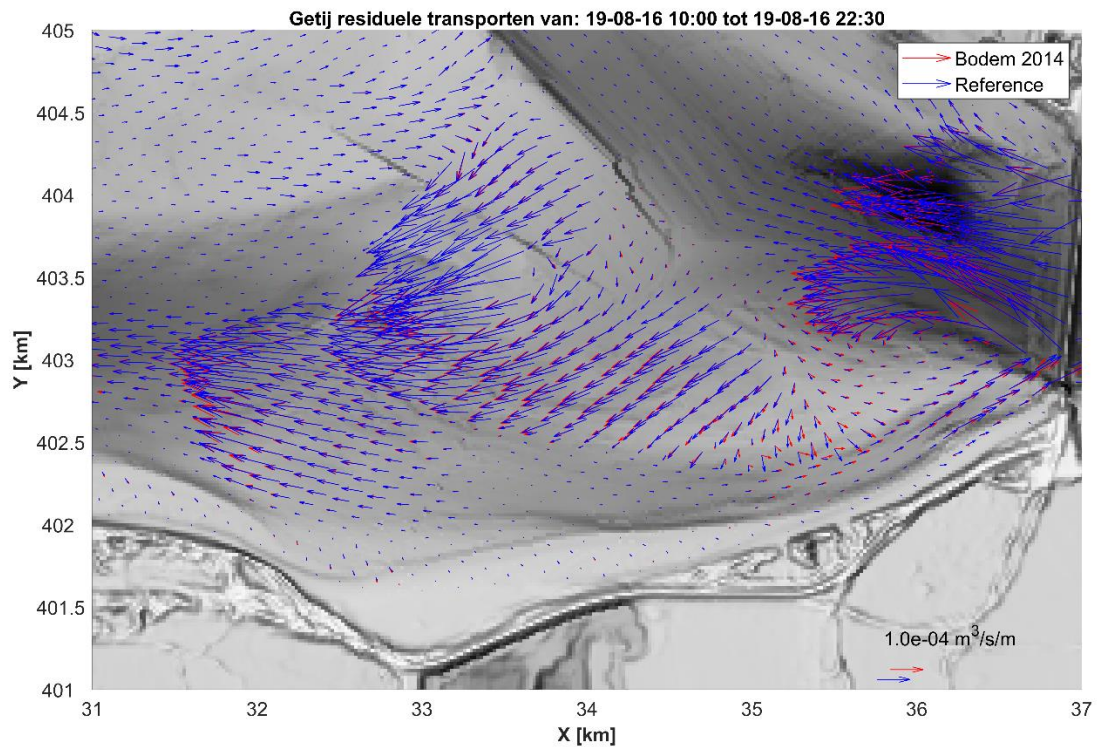 Getij residuele transporten van: 19-08-16 10:00 tot 19-08-16 22:30
Bodem 2014
Reference
405
404.5
404
403.5
403
402.5
402
401.5
401
Y [km]
1.0e-04 m³/s/m
31
32
33
34
35
36
37
X [km]